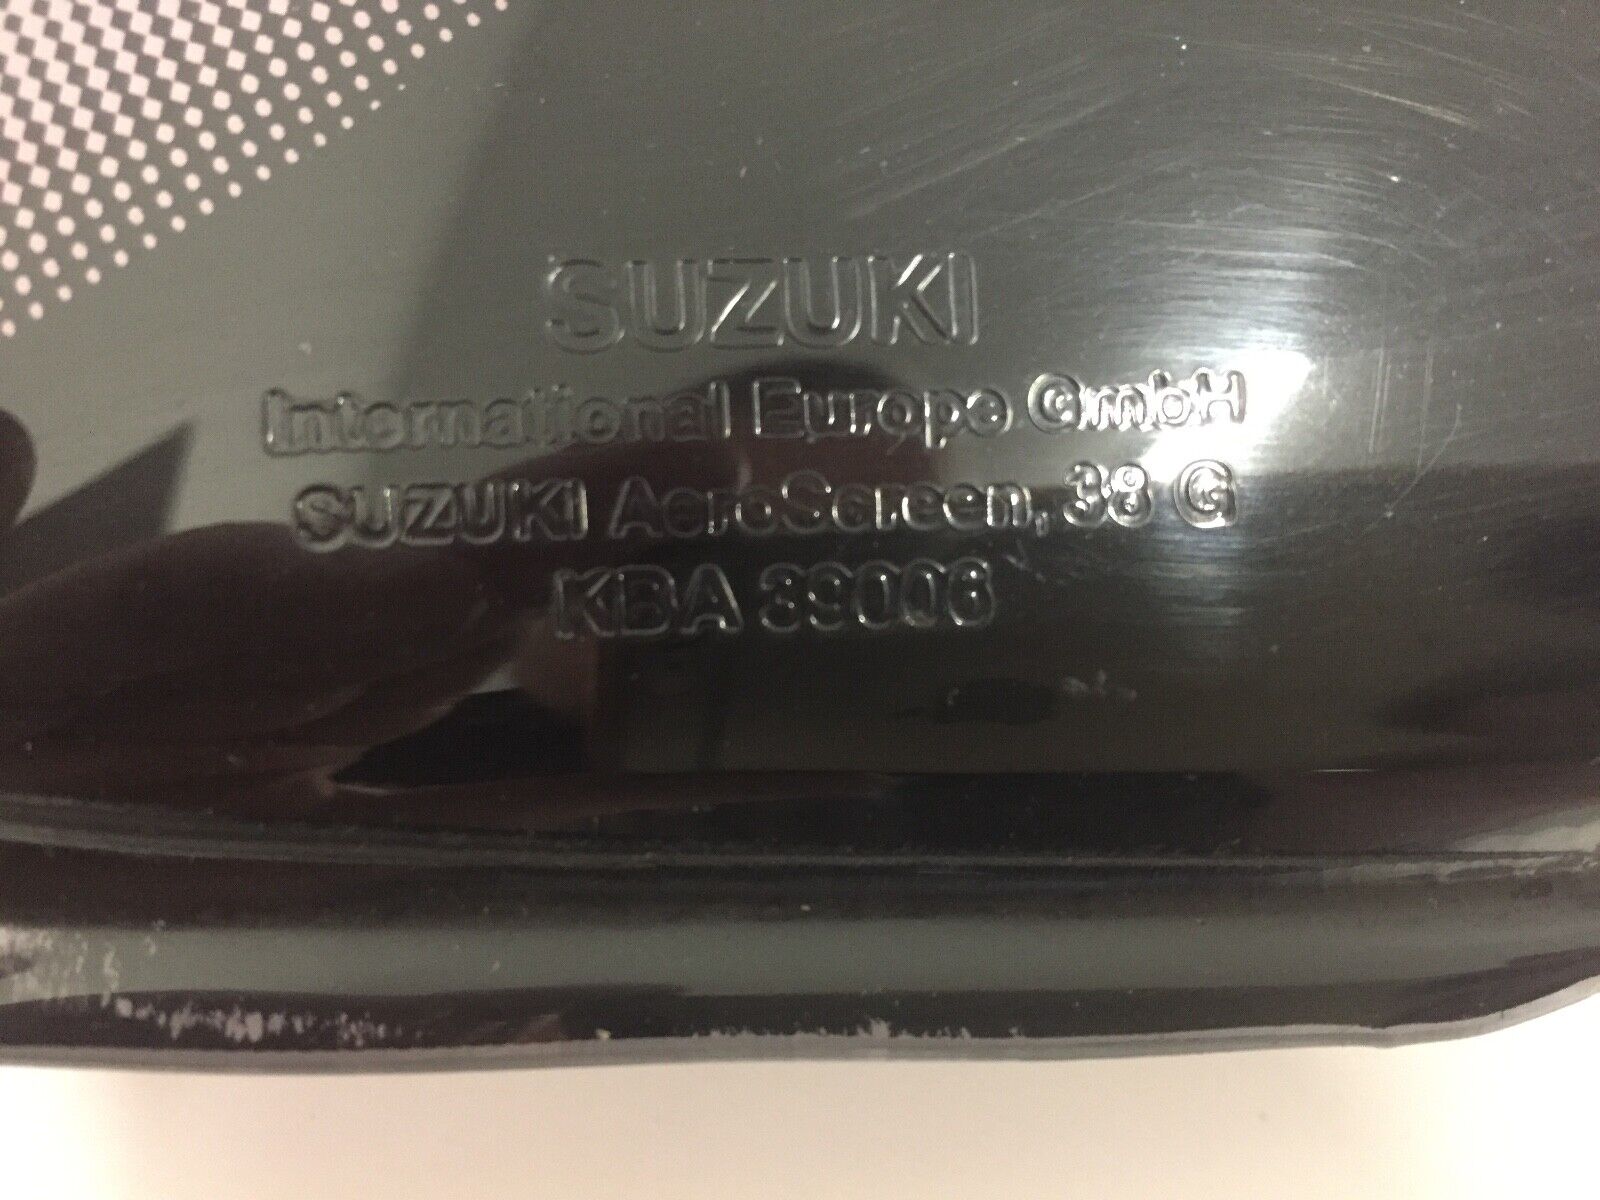 SUZUKI
International Europe GmbH
SUZUKI AeroScreen, 38 G
KBA 39006